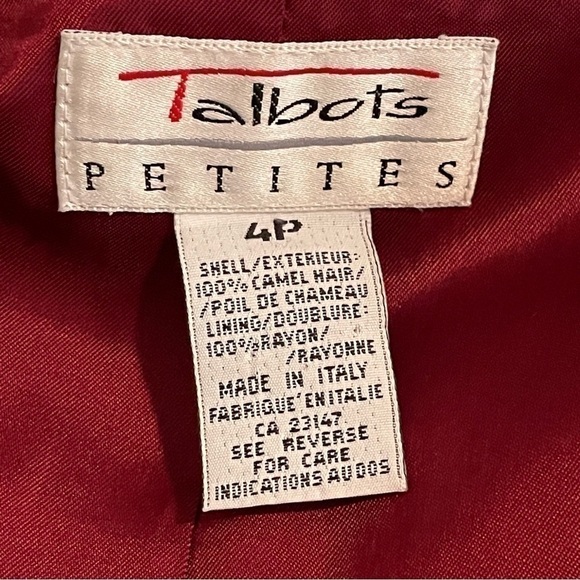 Talbots
PETITES
4P
SHELL/EXTERIEUR:
100% CAMEL HAIR/
/POIL DE CHAMEAU
LINING/DOUBLURE:
100%RAYON/
/RAYONNE
MADE IN ITALY
FABRIQUE' EN ITALIE
CA 23147
SEE REVERSE
FOR CARE
INDICATIONS AU DOS